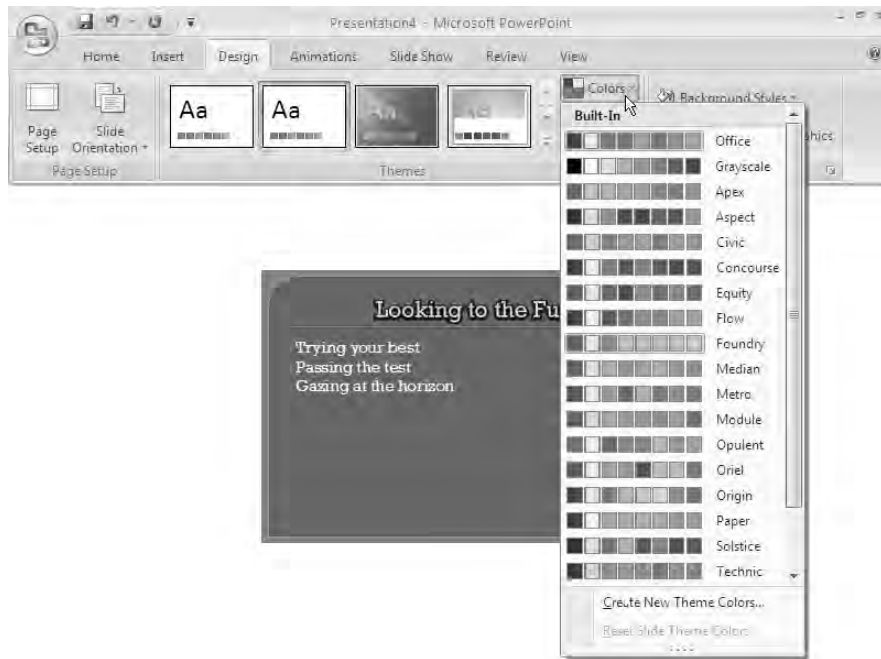 Presentation4 - Microsoft PowerPoint
Home Insert Design Animations Slide Show Review View
Colors
Background Styles
Aa Aa Aa
Page Setup
Slide Orientation
Page Setup
Themes
Built-In
Office
Grayscale
Apex
Aspect
Civic
Concourse
Equity
Flow
Foundry
Median
Metro
Module
Opulent
Oriel
Origin
Paper
Solstice
Technic
Create New Theme Colors...
Reset Slide Theme Colors
Looking to the Fu
Trying your best
Passing the test
Gazing at the horizon